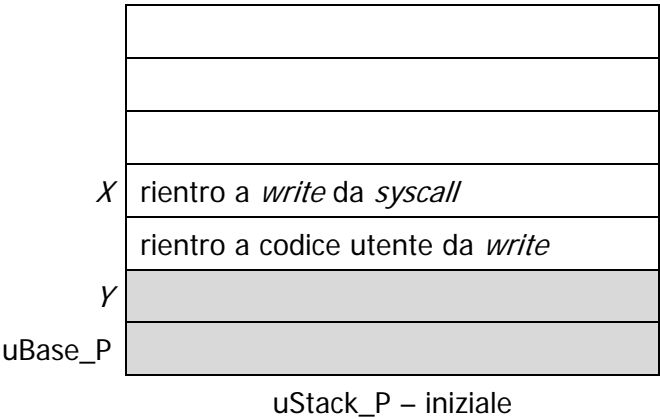 X rientro a write da syscall
rientro a codice utente da write
Y
uBase_P
uStack_P – iniziale